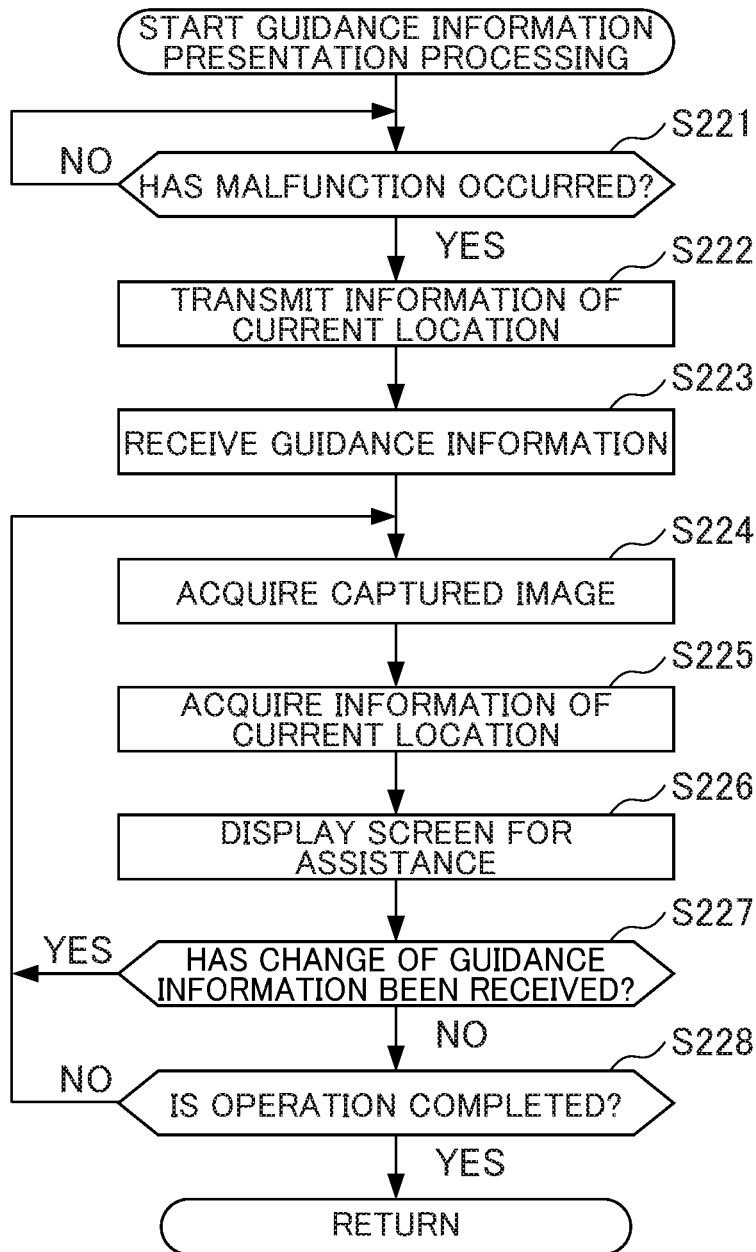 START GUIDANCE INFORMATION
PRESENTATION PROCESSING
S221
NO
HAS MALFUNCTION OCCURRED?
YES
S222
TRANSMIT INFORMATION OF
CURRENT LOCATION
S223
RECEIVE GUIDANCE INFORMATION
S224
ACQUIRE CAPTURED IMAGE
S225
ACQUIRE INFORMATION OF
CURRENT LOCATION
S226
DISPLAY SCREEN FOR
ASSISTANCE
S227
YES
HAS CHANGE OF GUIDANCE
INFORMATION BEEN RECEIVED?
NO
S228
NO
IS OPERATION COMPLETED?
YES
RETURN